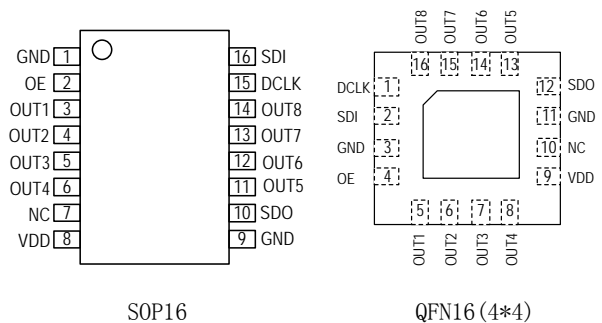 GND 1 16 SDI
OE 2 15 DCLK
OUT1 3 14 OUT8
OUT2 4 13 OUT7
OUT3 5 12 OUT6
OUT4 6 11 OUT5
NC 7 10 SDO
VDD 8 9 GND
SOP16
OUT8 OUT7 OUT6 OUT5
16 15 14 13
DCLK 1 12 SDO
SDI 2 11 GND
GND 3 10 NC
OE 4 9 VDD
5 6 7 8
OUT1 OUT2 OUT3 OUT4
QFN16(4*4)